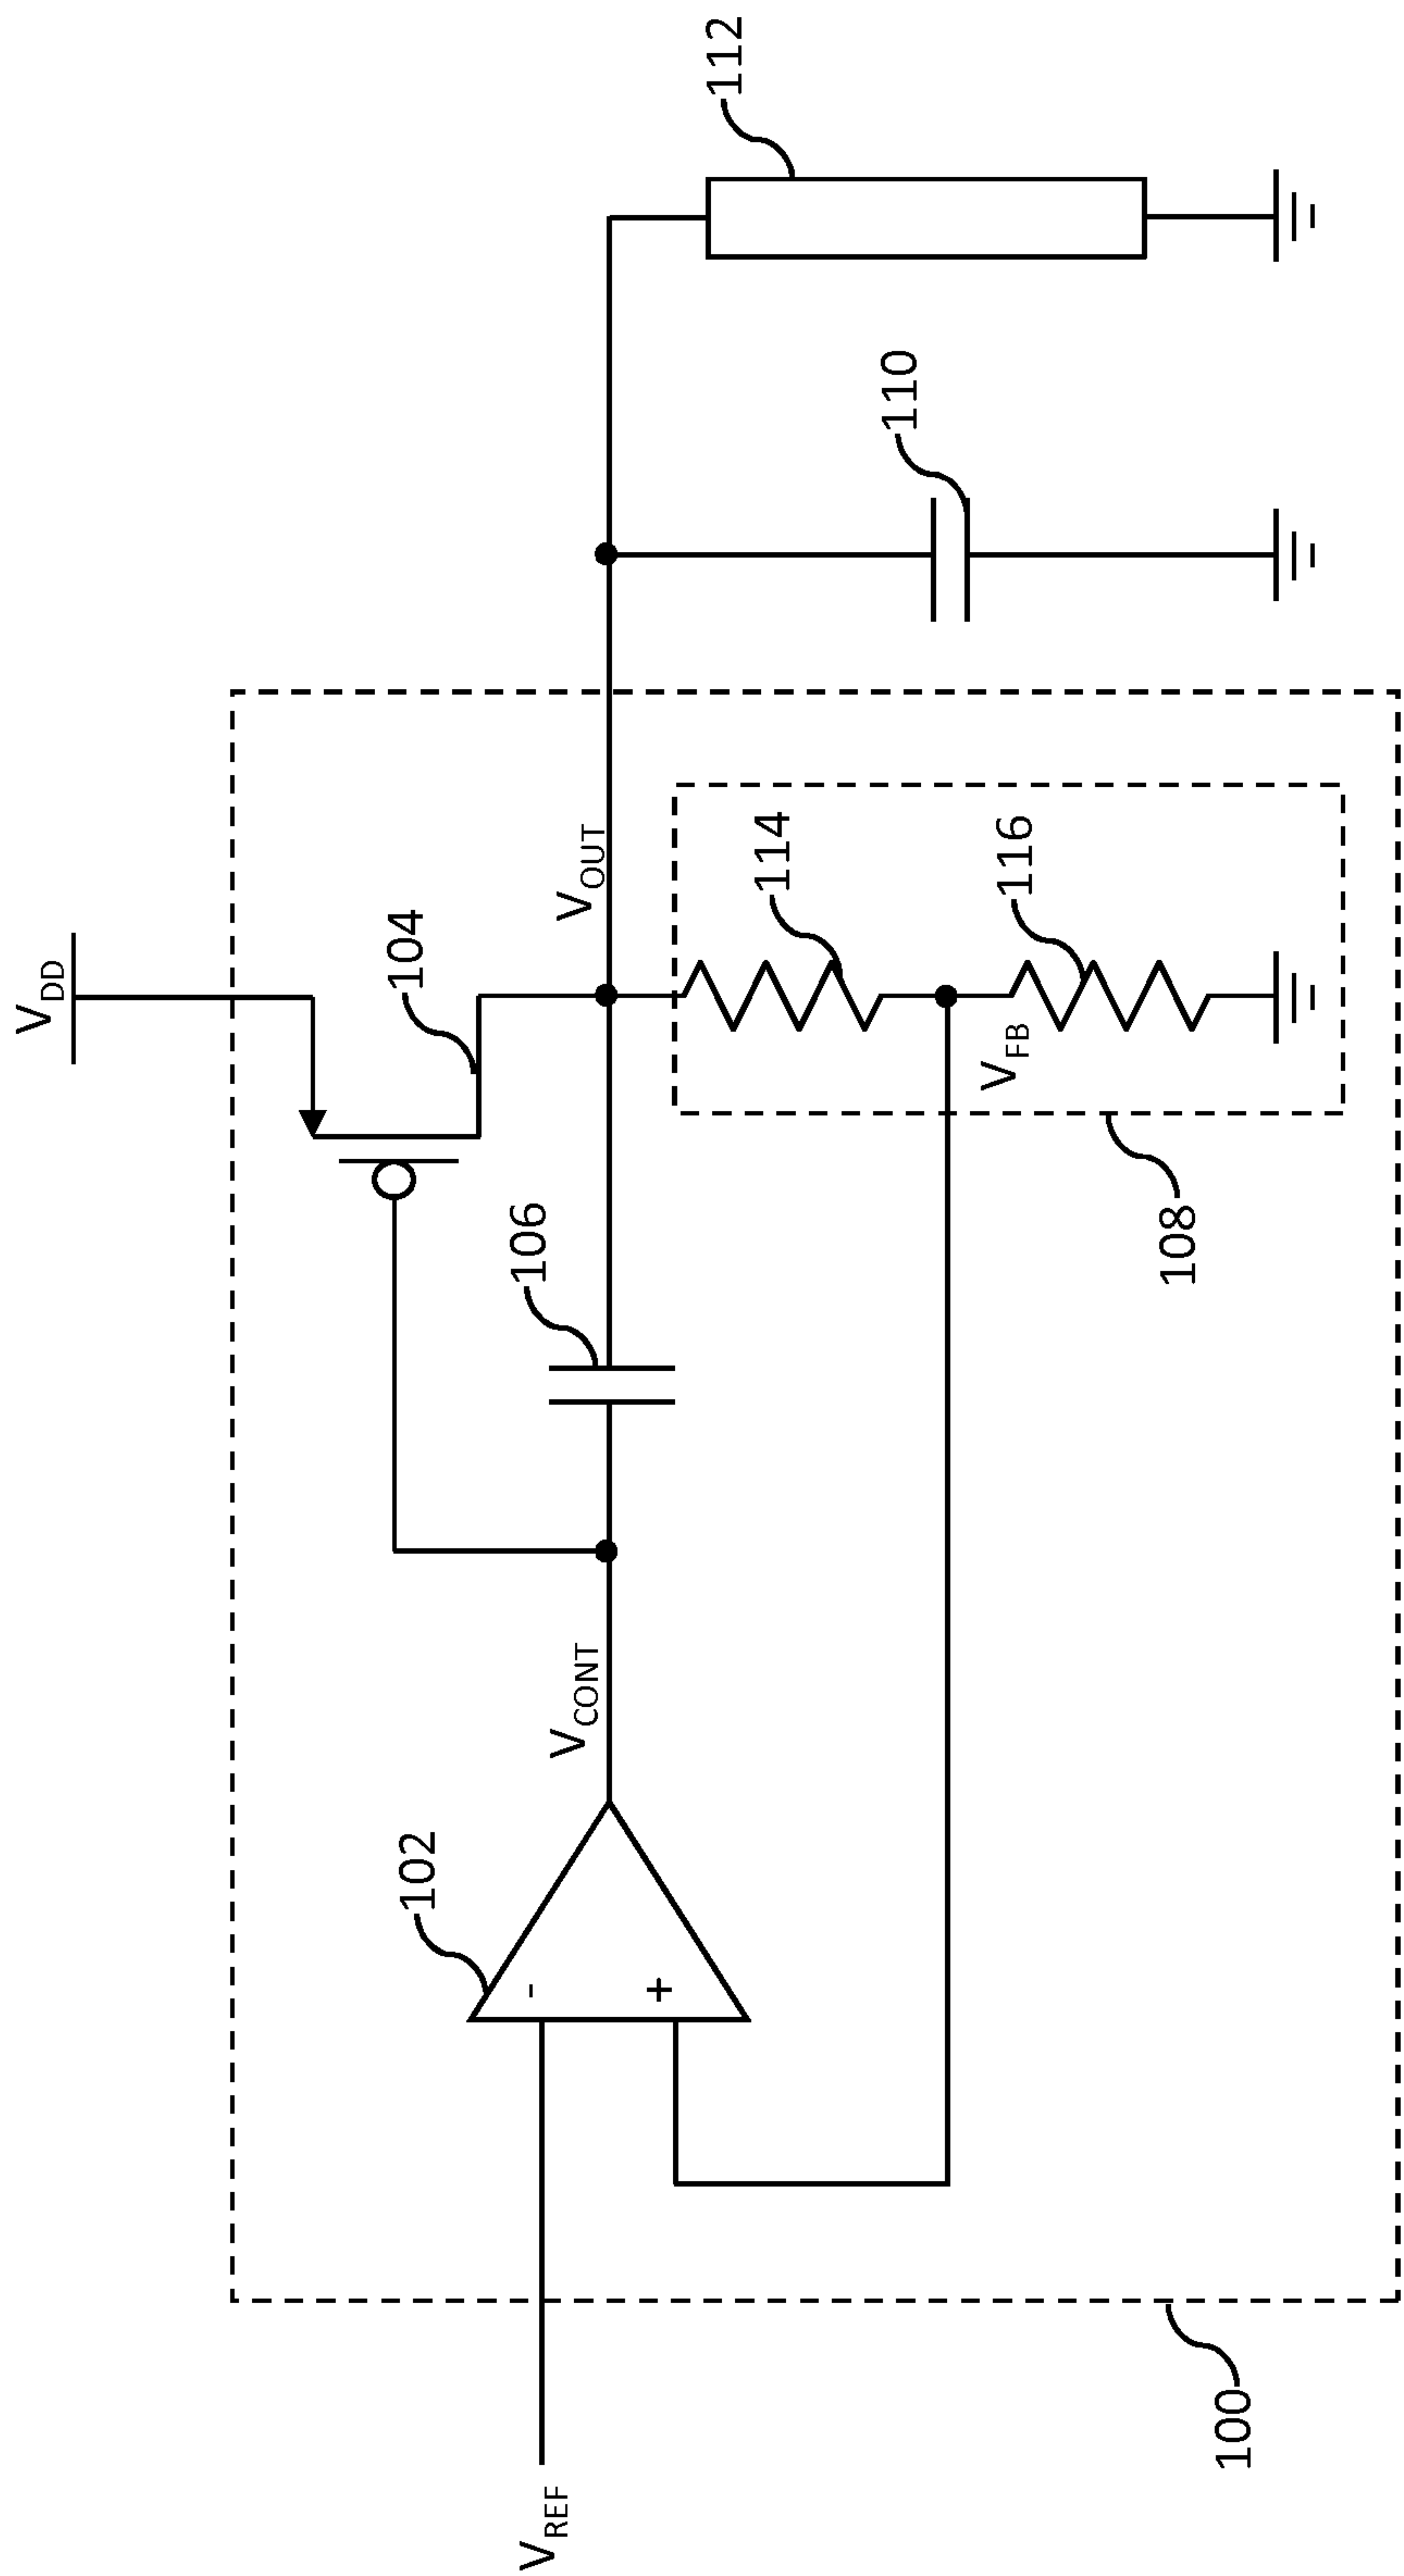 V_DD
104
102
106
V_CONT
V_OUT
V_REF
-
+
114
112
110
V_FB
116
108
100